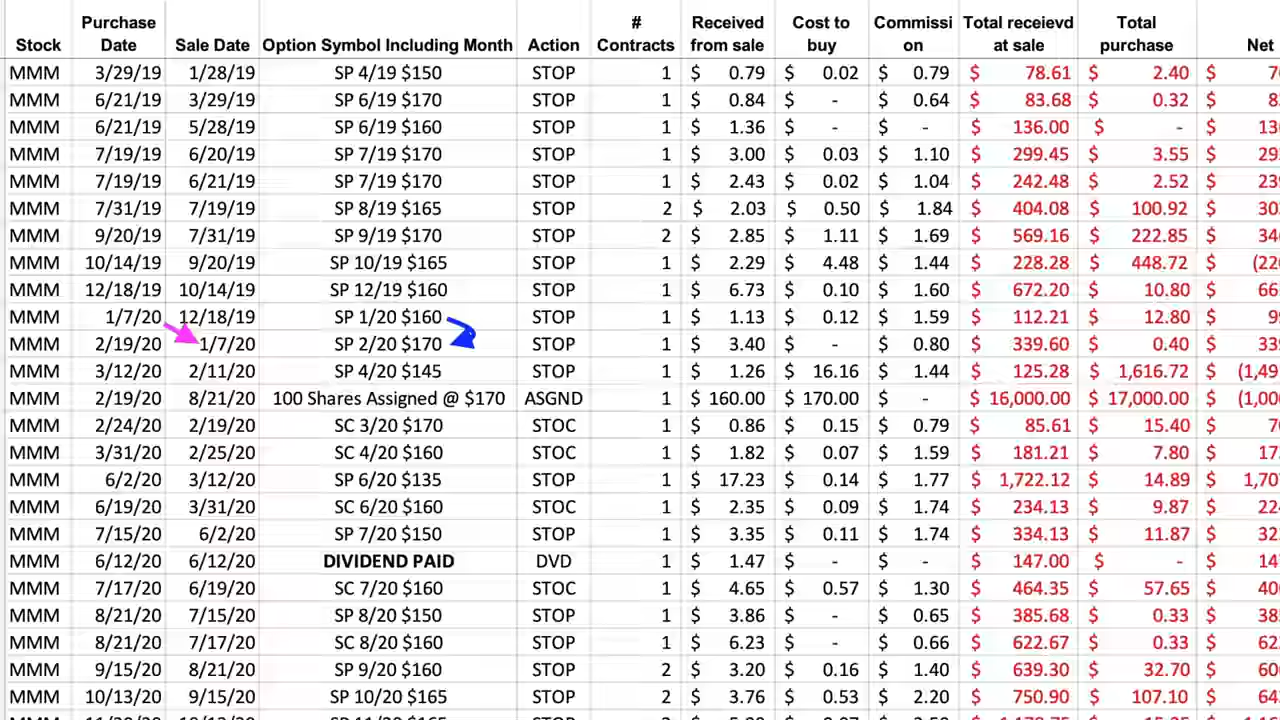 Stock Purchase Date Sale Date Option Symbol Including Month Action # Contracts Received from sale Cost to buy Commissi on Total receievd at sale Total purchase Net
MMM 3/29/19 1/28/19 SP 4/19 $150 STOP 1 $ 0.79 $ 0.02 $ 0.79 $ 78.61 $ 2.40 $
MMM 6/21/19 3/29/19 SP 6/19 $170 STOP 1 $ 0.84 $ - $ 0.64 $ 83.68 $ 0.32 $
MMM 6/21/19 5/28/19 SP 6/19 $160 STOP 1 $ 1.36 $ - $ - $ 136.00 $ - $
MMM 7/19/19 6/20/19 SP 7/19 $170 STOP 1 $ 3.00 $ 0.03 $ 1.10 $ 299.45 $ 3.55 $
MMM 7/19/19 6/21/19 SP 7/19 $170 STOP 1 $ 2.43 $ 0.02 $ 1.04 $ 242.48 $ 2.52 $
MMM 7/31/19 7/19/19 SP 8/19 $165 STOP 2 $ 2.03 $ 0.50 $ 1.84 $ 404.08 $ 100.92 $
MMM 9/20/19 7/31/19 SP 9/19 $170 STOP 2 $ 2.85 $ 1.11 $ 1.69 $ 569.16 $ 222.85 $
MMM 10/14/19 9/20/19 SP 10/19 $165 STOP 1 $ 2.29 $ 4.48 $ 1.44 $ 228.28 $ 448.72 $
MMM 12/18/19 10/14/19 SP 12/19 $160 STOP 1 $ 6.73 $ 0.10 $ 1.60 $ 672.20 $ 10.80 $
MMM 1/7/20 12/18/19 SP 1/20 $160 STOP 1 $ 1.13 $ 0.12 $ 1.59 $ 112.21 $ 12.80 $
MMM 2/19/20 1/7/20 SP 2/20 $170 STOP 1 $ 3.40 $ - $ 0.80 $ 339.60 $ 0.40 $
MMM 3/12/20 2/11/20 SP 4/20 $145 STOP 1 $ 1.26 $ 16.16 $ 1.44 $ 125.28 $ 1,616.72 $
MMM 2/19/20 8/21/20 100 Shares Assigned @ $170 ASGND 1 $ 160.00 $ 170.00 $ - $ 16,000.00 $ 17,000.00 $
MMM 2/24/20 2/19/20 SC 3/20 $170 STOC 1 $ 0.86 $ 0.15 $ 0.79 $ 85.61 $ 15.40 $
MMM 3/31/20 2/25/20 SC 4/20 $160 STOC 1 $ 1.82 $ 0.07 $ 1.59 $ 181.21 $ 7.80 $
MMM 6/2/20 3/12/20 SP 6/20 $135 STOP 1 $ 17.23 $ 0.14 $ 1.77 $ 1,722.12 $ 14.89 $
MMM 6/19/20 3/31/20 SC 6/20 $160 STOC 1 $ 2.35 $ 0.09 $ 1.74 $ 234.13 $ 9.87 $
MMM 7/15/20 6/2/20 SP 7/20 $150 STOP 1 $ 3.35 $ 0.11 $ 1.74 $ 334.13 $ 11.87 $
MMM 6/12/20 6/12/20 DIVIDEND PAID DVD 1 $ 1.47 $ - $ - $ 147.00 $ - $
MMM 7/17/20 6/19/20 SC 7/20 $160 STOC 1 $ 4.65 $ 0.57 $ 1.30 $ 464.35 $ 57.65 $
MMM 8/21/20 7/15/20 SP 8/20 $150 STOP 1 $ 3.86 $ - $ 0.65 $ 385.68 $ 0.33 $
MMM 8/21/20 7/17/20 SC 8/20 $160 STOP 1 $ 6.23 $ - $ 0.66 $ 622.67 $ 0.33 $
MMM 9/15/20 8/21/20 SP 9/20 $160 STOP 2 $ 3.20 $ 0.16 $ 1.40 $ 639.30 $ 32.70 $
MMM 10/13/20 9/15/20 SP 10/20 $165 STOP 2 $ 3.76 $ 0.53 $ 2.20 $ 750.90 $ 107.10 $